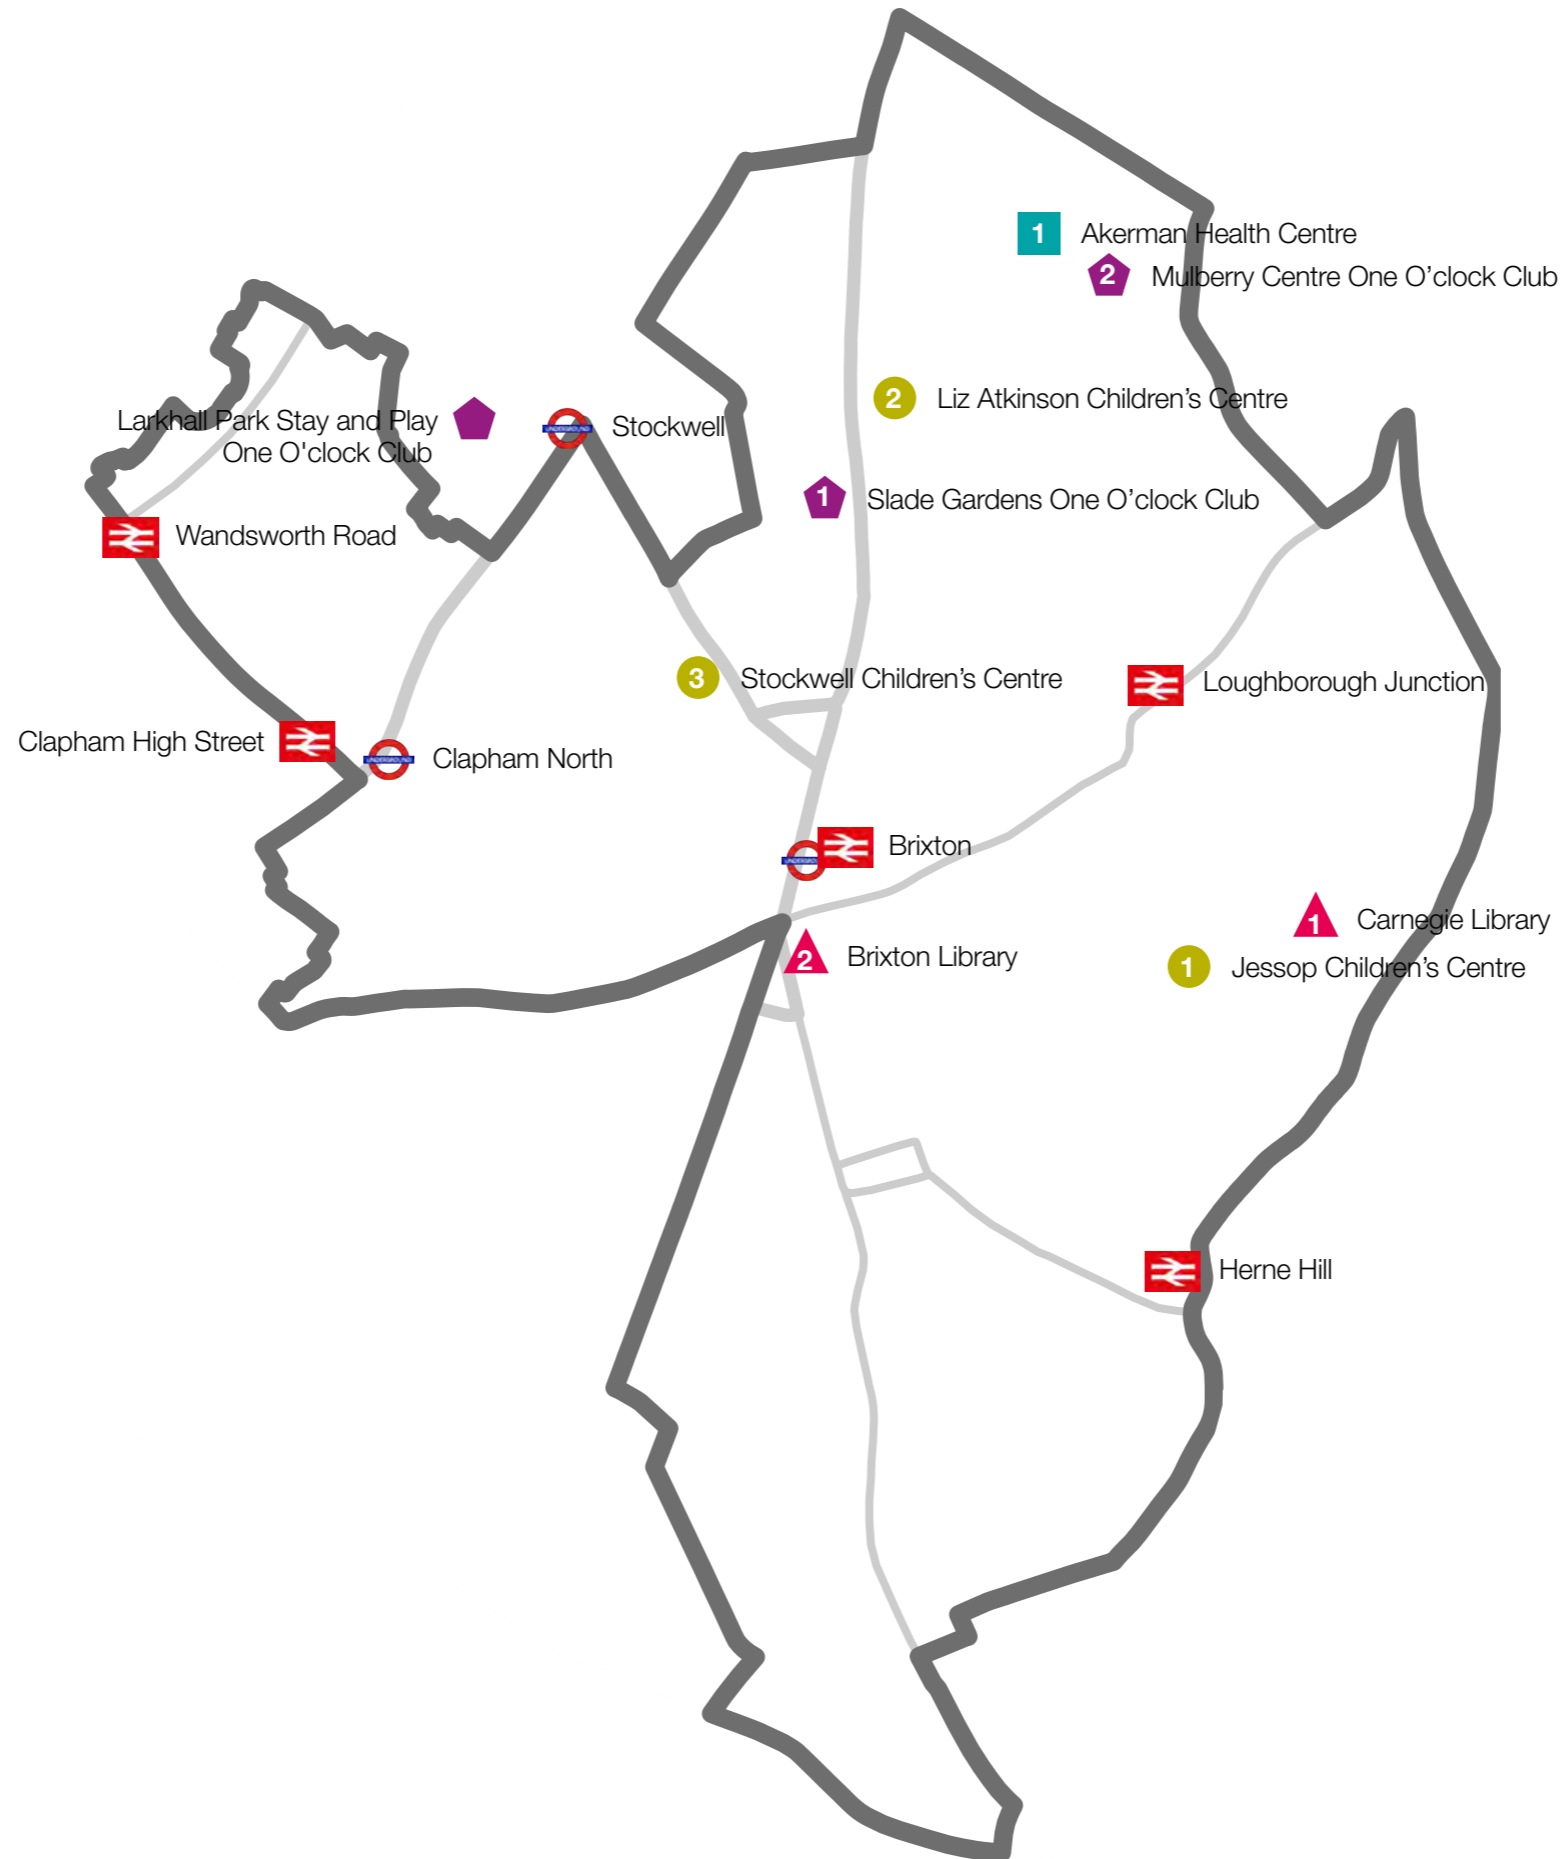 1 Akerman Health Centre
2 Mulberry Centre One O’clock Club
2 Liz Atkinson Children’s Centre
Larkhall Park Stay and Play
One O'clock Club
UNDERGROUND Stockwell
1 Slade Gardens One O’clock Club
Wandsworth Road
3 Stockwell Children’s Centre
Loughborough Junction
Clapham High Street
UNDERGROUND Clapham North
Brixton
1 Carnegie Library
2 Brixton Library
1 Jessop Children’s Centre
Herne Hill